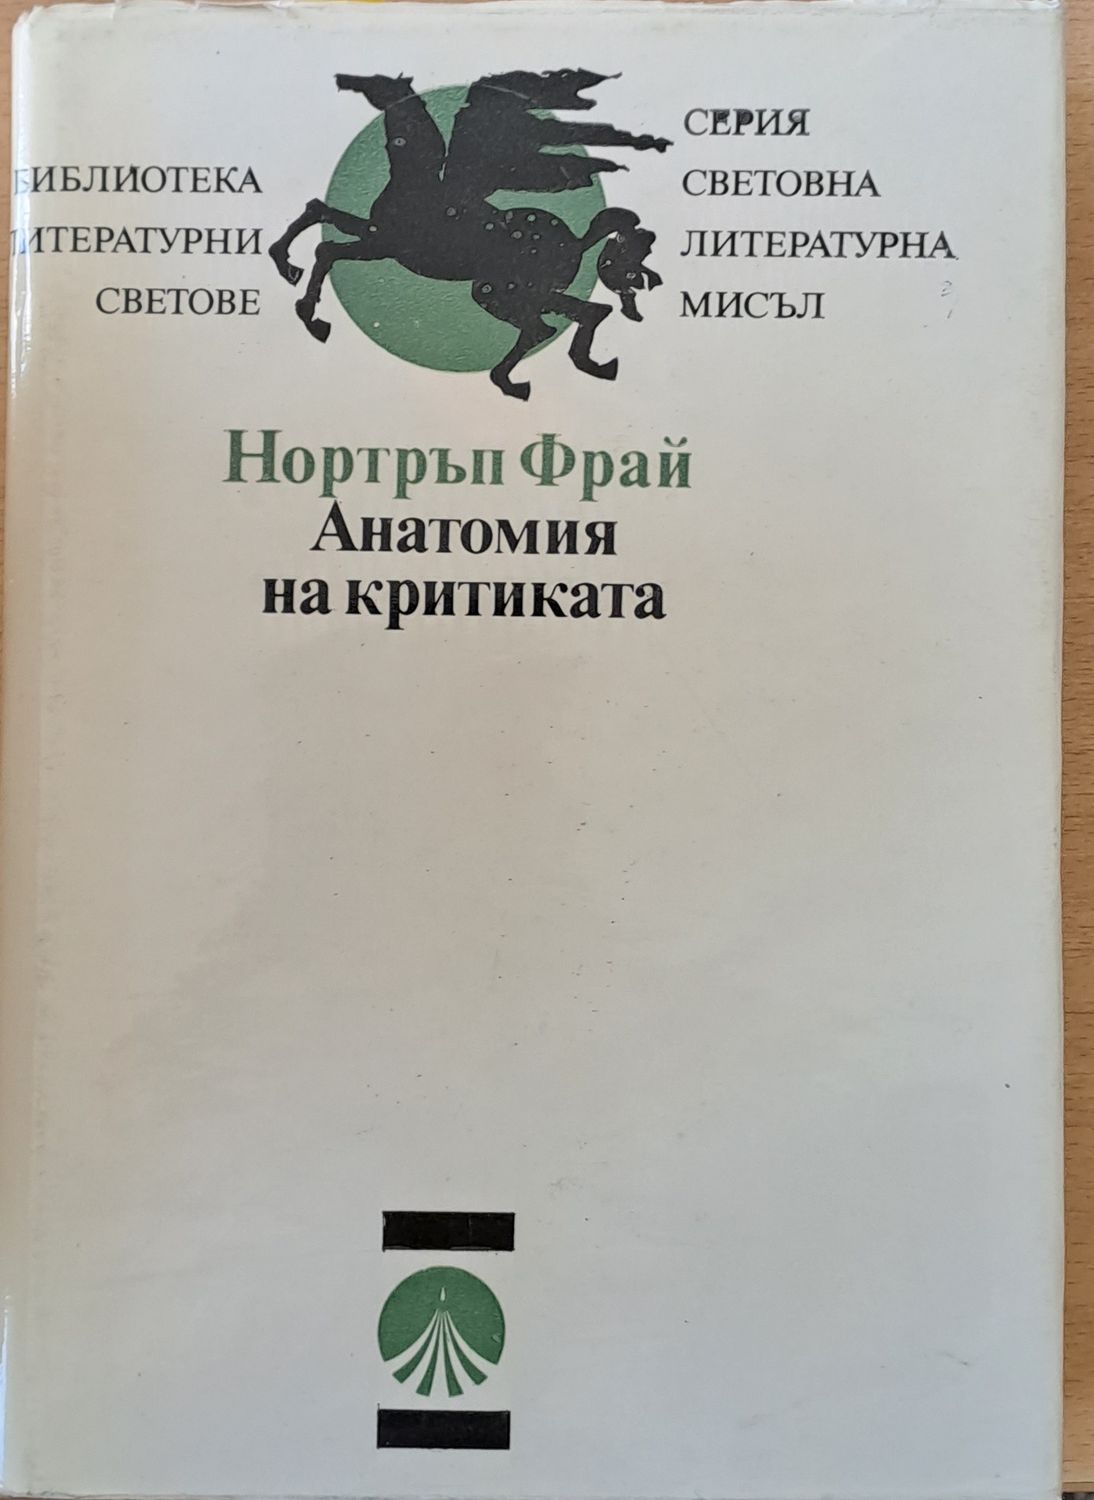 БИБЛИОТЕКА
ЛИТЕРАТУРНИ
СВЕТОВЕ
СЕРИЯ
СВЕТОВНА
ЛИТЕРАТУРНА
МИСЪЛ
Нортръп Фрай
Анатомия
на критиката